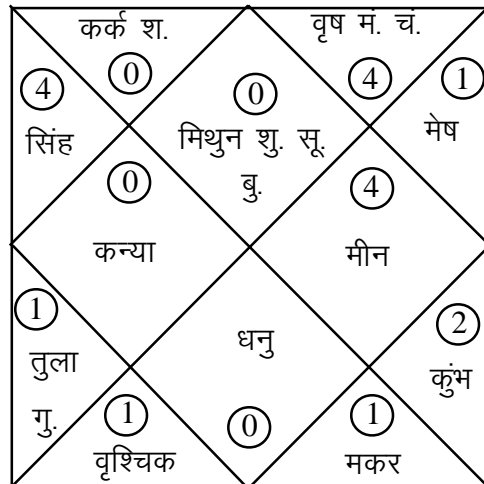 कर्क श.
0
वृष मं. चं.
4
4
सिंह
0
मिथुन शु. सू.
बु.
1
मेष
0
कन्या
4
मीन
1
तुला
गु.
धनु
0
2
कुंभ
1
वृश्चिक
1
मकर